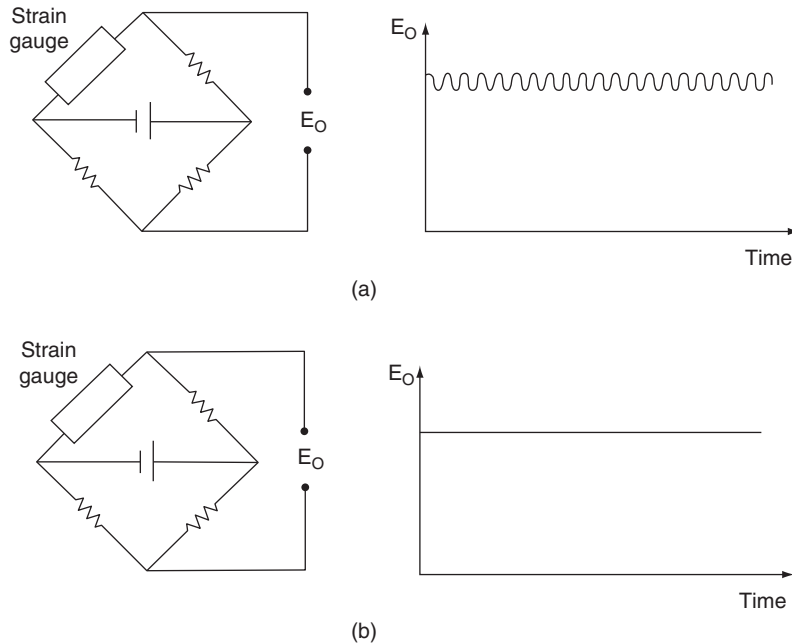 Strain
gauge
E_O
E_O
Time
(a)
Strain
gauge
E_O
E_O
Time
(b)